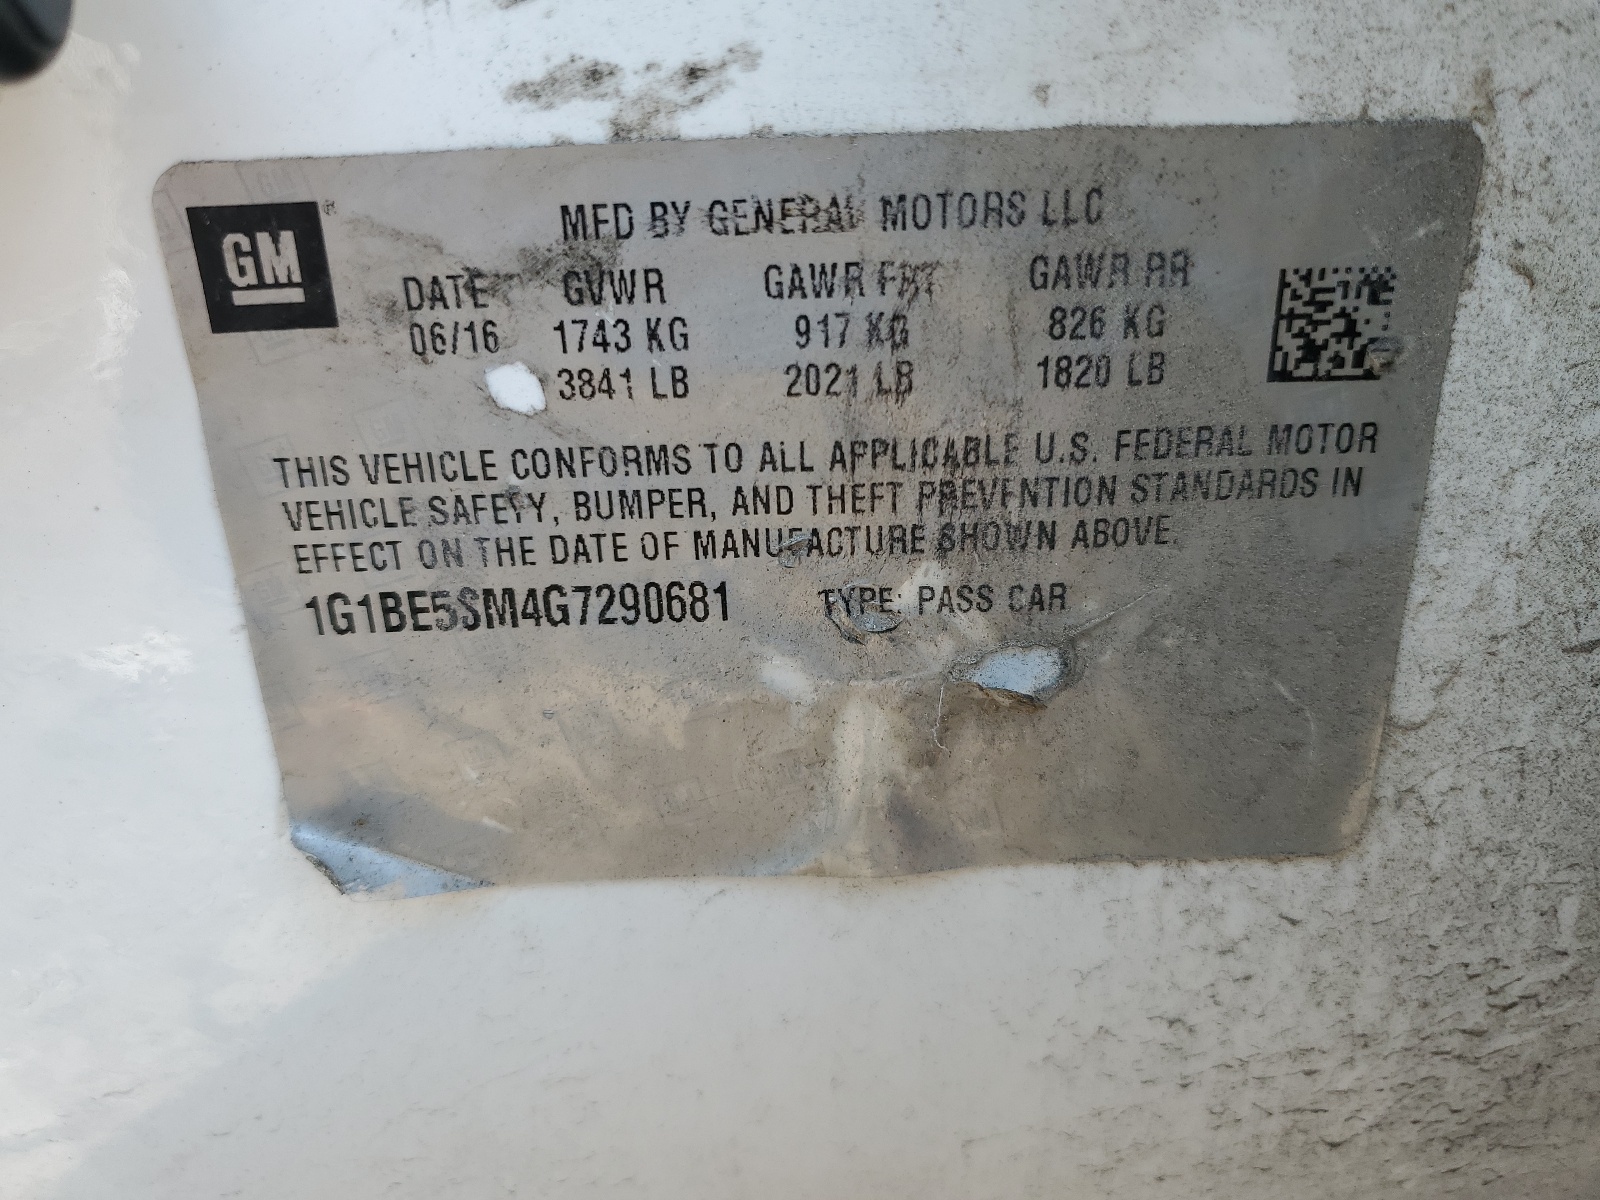 GM®
MFD BY GENERAL MOTORS LLC
DATE GVWR GAWR FRT GAWR RR
06/16 1743 KG 917 KG 826 KG
3841 LB 2021 LB 1820 LB
THIS VEHICLE CONFORMS TO ALL APPLICABLE U.S. FEDERAL MOTOR
VEHICLE SAFETY, BUMPER, AND THEFT PREVENTION STANDARDS IN
EFFECT ON THE DATE OF MANUFACTURE SHOWN ABOVE.
1G1BE5SM4G7290681 TYPE: PASS CAR